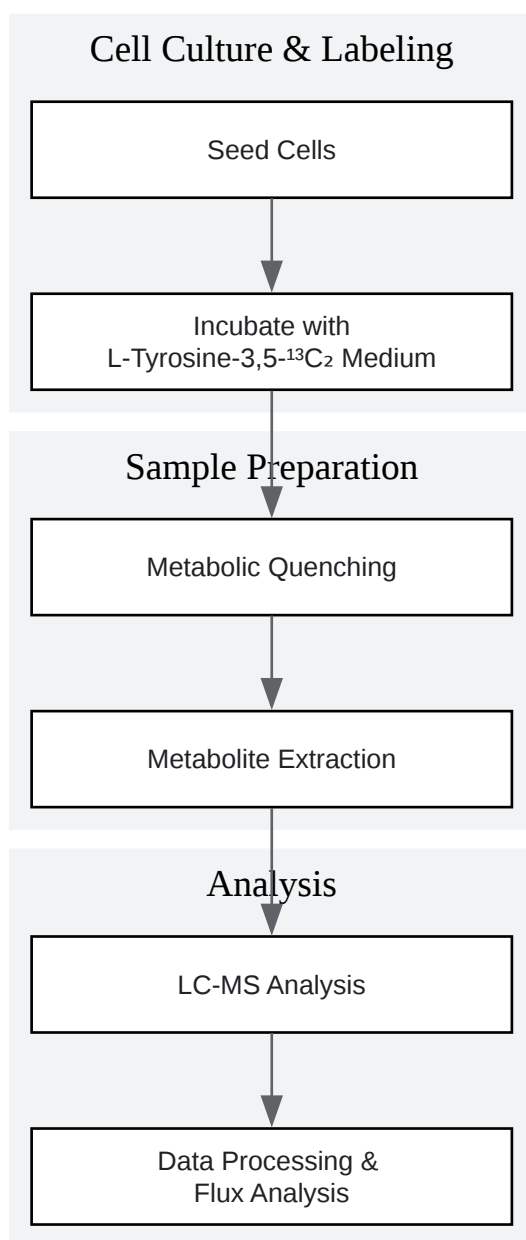 Cell Culture & Labeling
Seed Cells
Incubate with
L-Tyrosine-3,5-¹³C₂ Medium
Sample Preparation
Metabolic Quenching
Metabolite Extraction
Analysis
LC-MS Analysis
Data Processing &
Flux Analysis